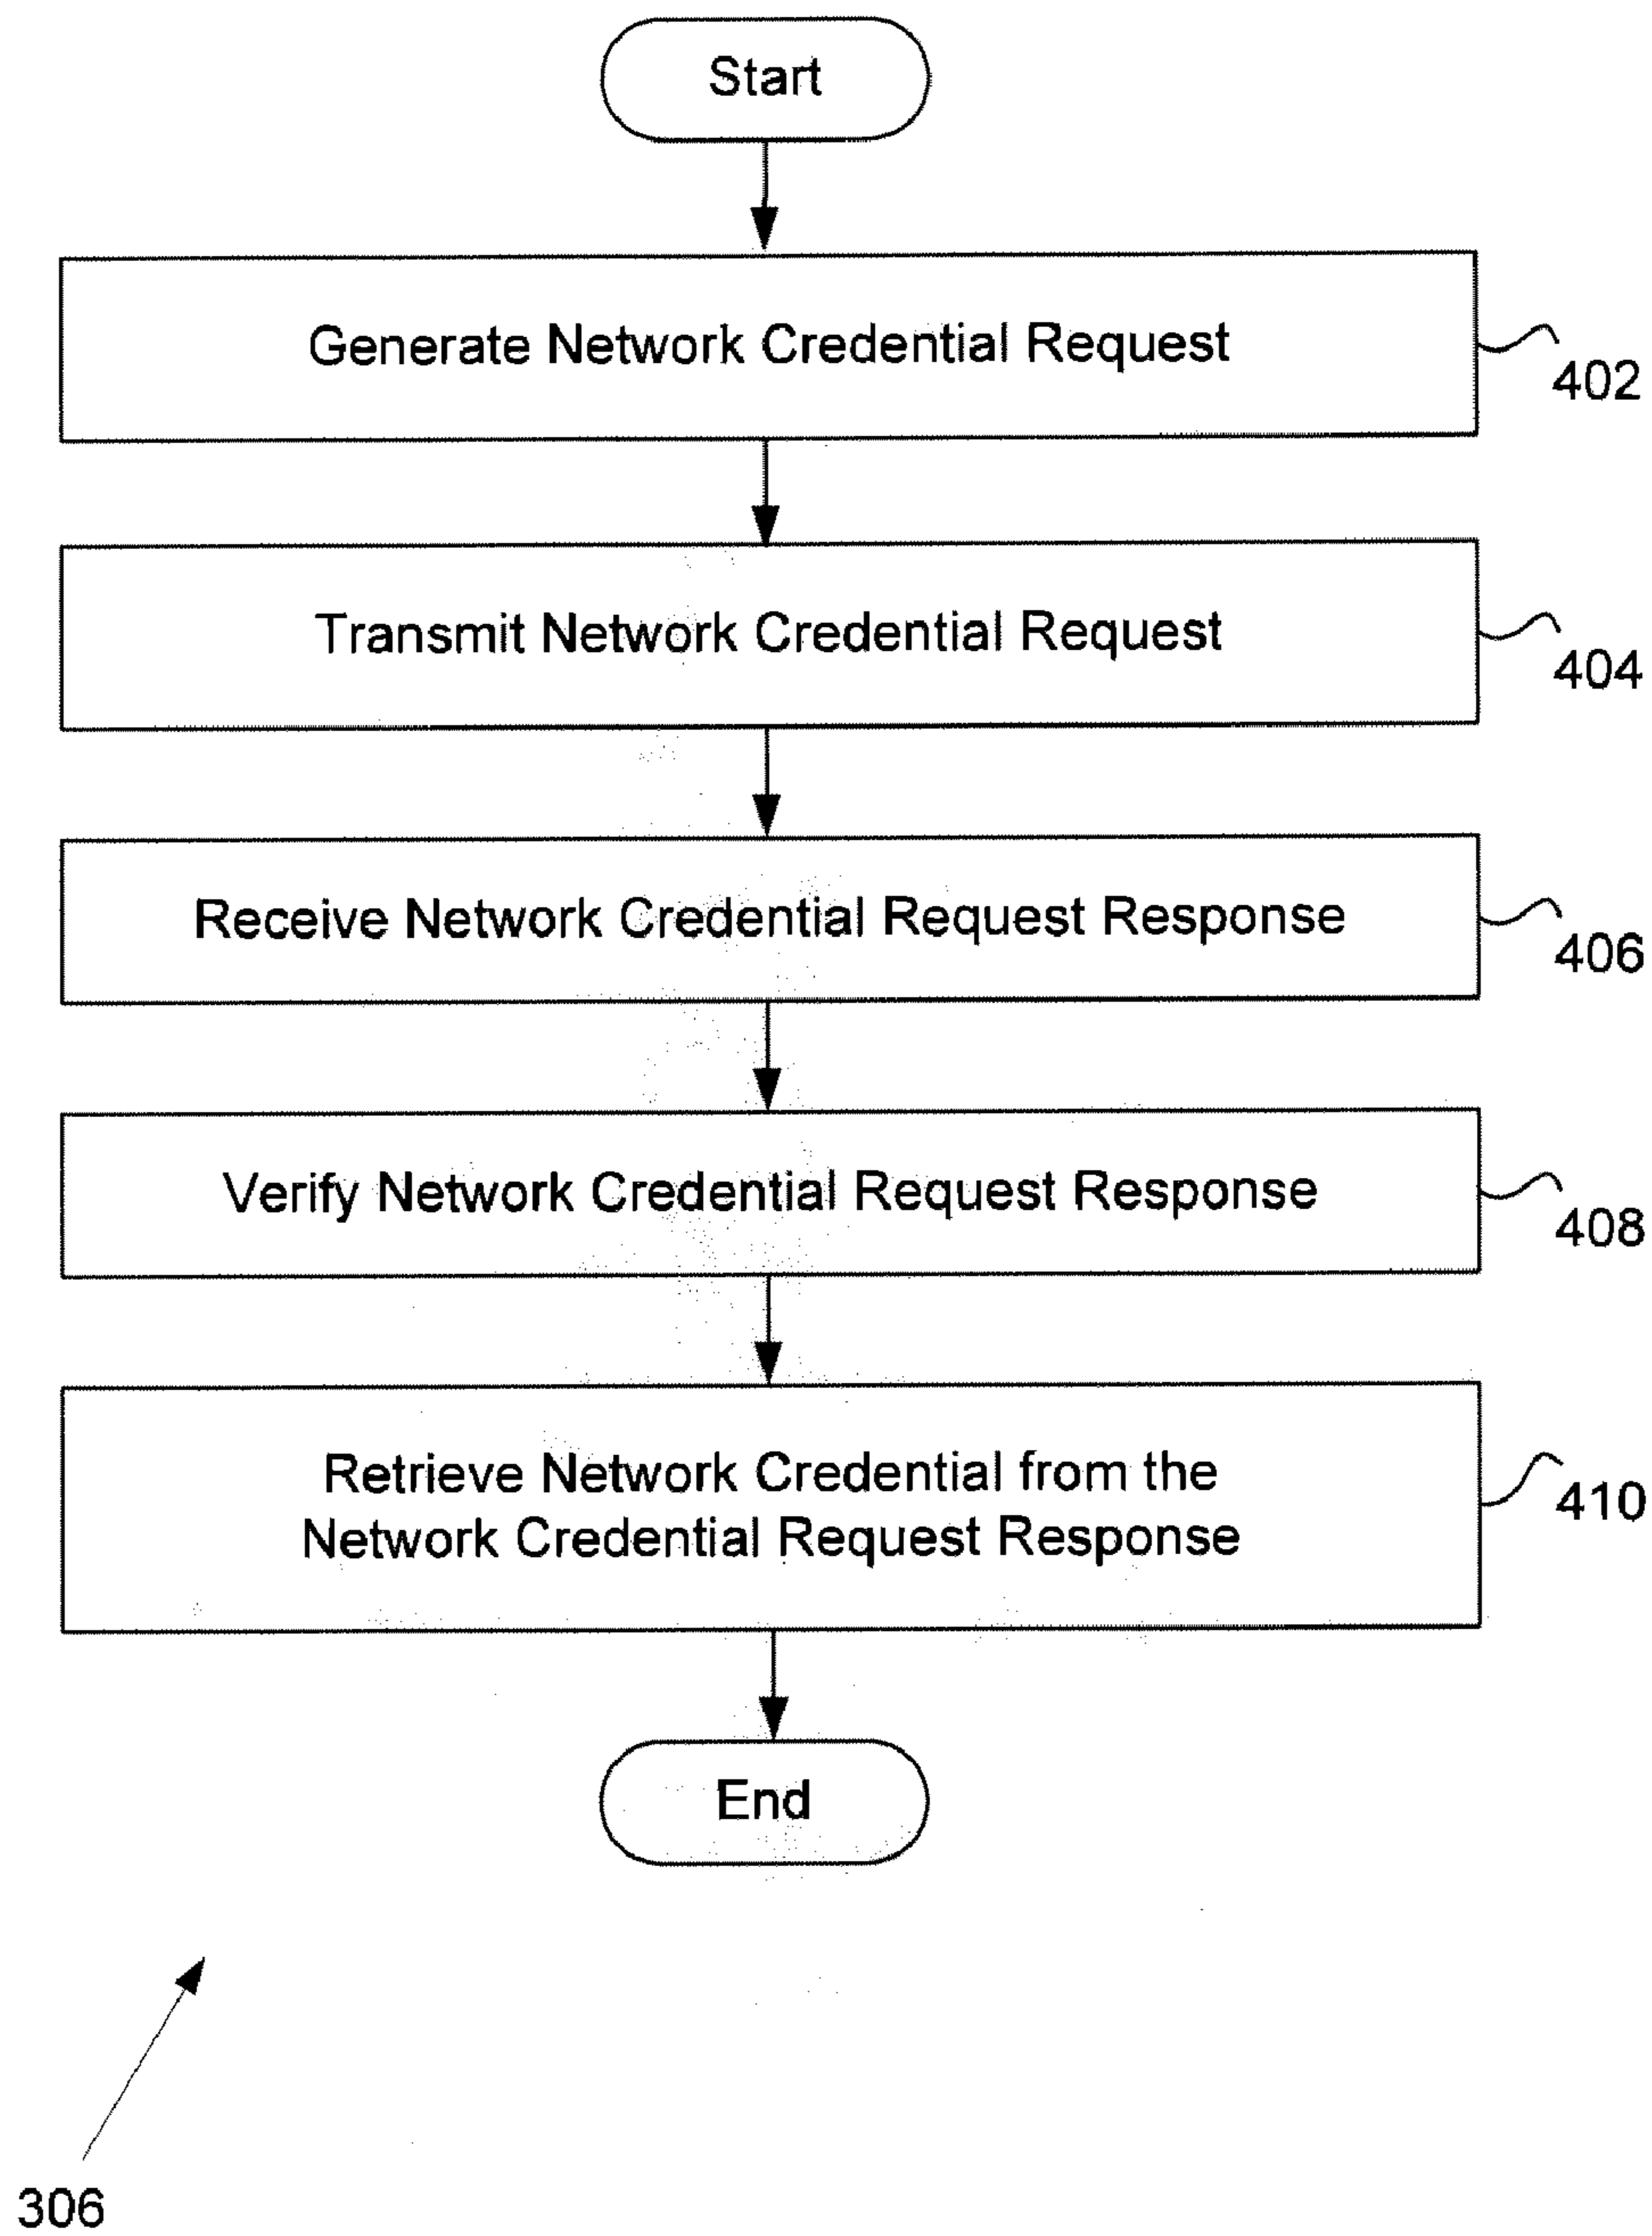 Start
Generate Network Credential Request
402
Transmit Network Credential Request
404
Receive Network Credential Request Response
406
Verify Network Credential Request Response
408
Retrieve Network Credential from the
Network Credential Request Response
410
End
306